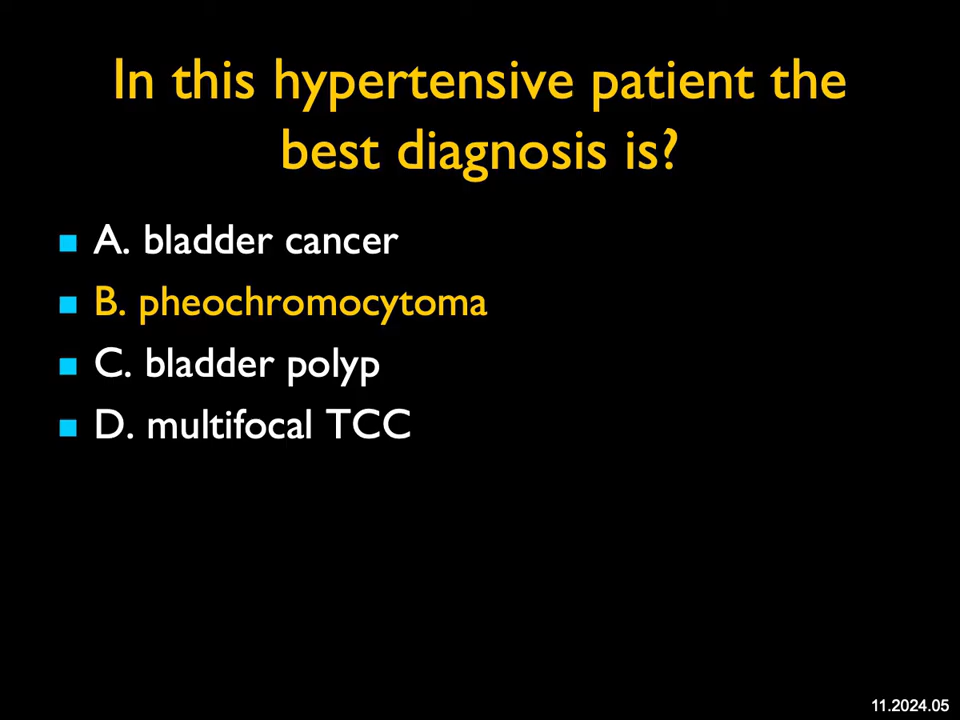 In this hypertensive patient the
best diagnosis is?
A. bladder cancer
B. pheochromocytoma
C. bladder polyp
D. multifocal TCC
11.2024.05